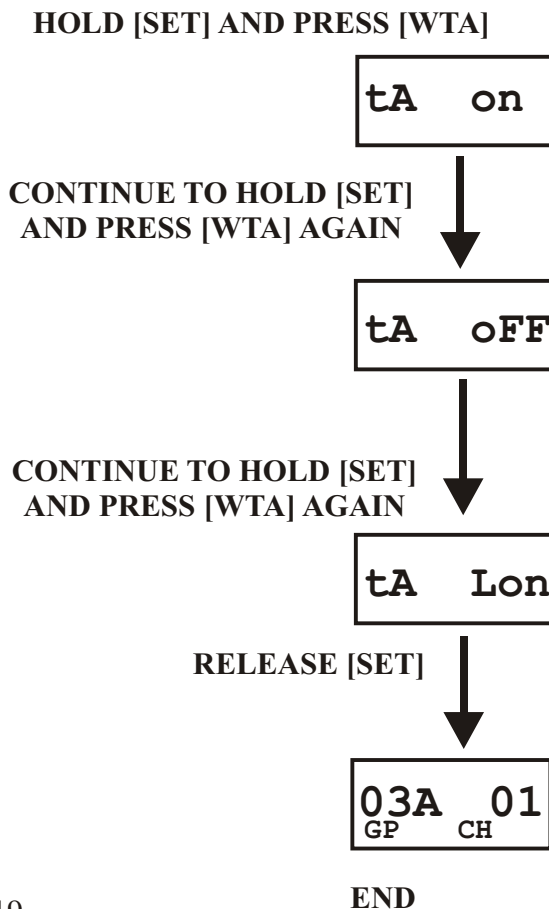 HOLD [SET] AND PRESS [WTA]
tA on
CONTINUE TO HOLD [SET]
AND PRESS [WTA] AGAIN
tA oFF
CONTINUE TO HOLD [SET]
AND PRESS [WTA] AGAIN
tA Lon
RELEASE [SET]
03A 01
GP CH
END